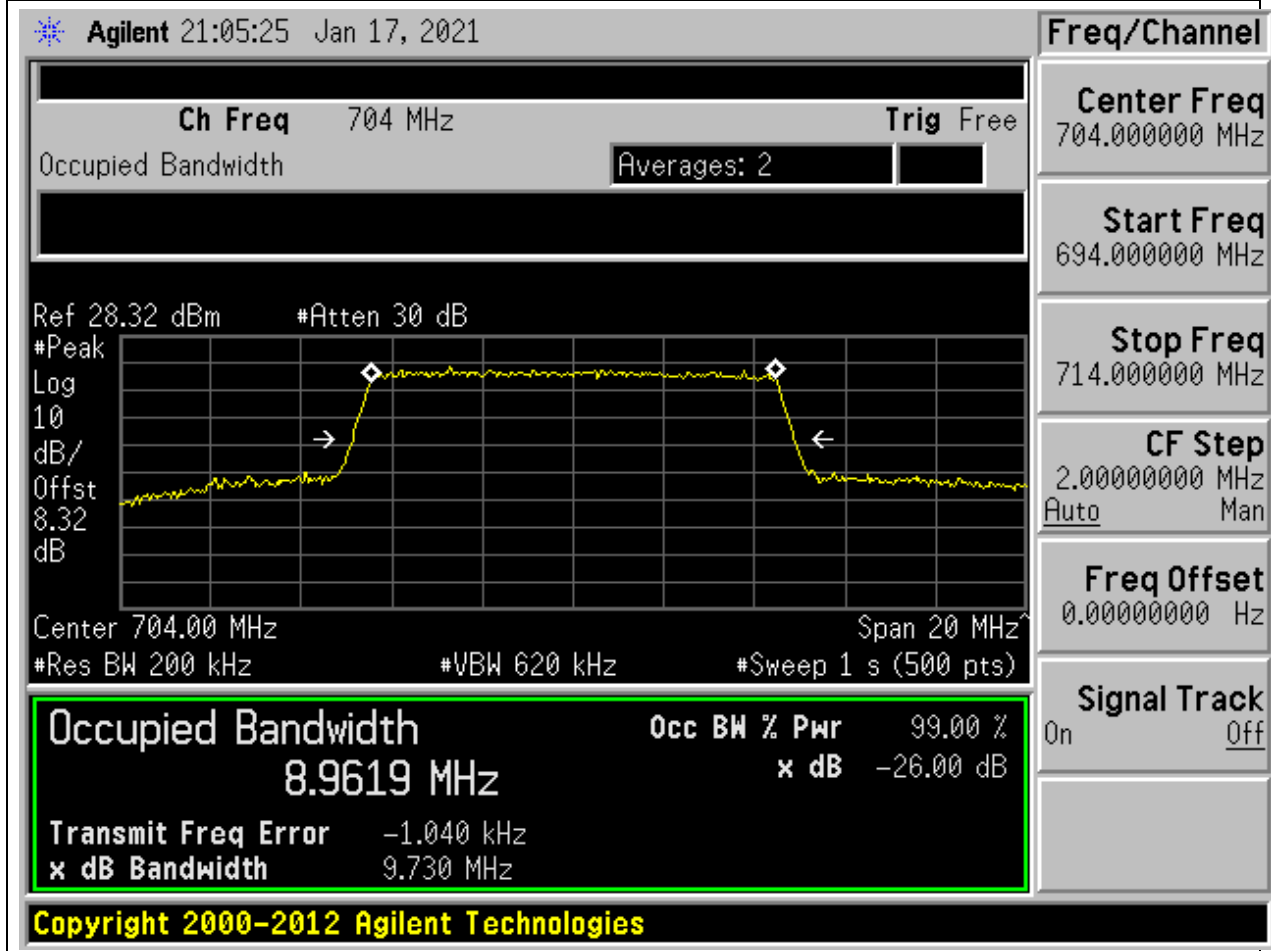 Agilent 21:05:25 Jan 17, 2021
Ch Freq 704 MHz Trig Free
Occupied Bandwidth Averages: 2
Ref 28.32 dBm #Atten 30 dB
#Peak
Log
10
dB/
Offst
8.32
dB
Center 704.00 MHz Span 20 MHz^
#Res BW 200 kHz #VBW 620 kHz #Sweep 1 s (500 pts)
Occupied Bandwidth Occ BW % Pwr 99.00 %
8.9619 MHz x dB -26.00 dB
Transmit Freq Error -1.040 kHz
x dB Bandwidth 9.730 MHz
Copyright 2000-2012 Agilent Technologies
Freq/Channel
Center Freq
704.000000 MHz
Start Freq
694.000000 MHz
Stop Freq
714.000000 MHz
CF Step
2.00000000 MHz
Auto Man
Freq Offset
0.00000000 Hz
Signal Track
On Off